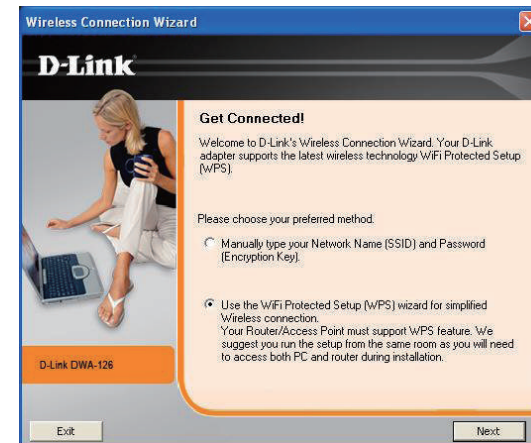 Wireless Connection Wizard
D-Link
Get Connected!
Welcome to D-Link's Wireless Connection Wizard. Your D-Link
adapter supports the latest wireless technology WiFi Protected Setup
(WPS).
Please choose your preferred method.
Manually type your Network Name (SSID) and Password
(Encryption Key).
Use the WiFi Protected Setup (WPS) wizard for simplified
Wireless connection.
Your Router/Access Point must support WPS feature. We
suggest you run the setup from the same room as you will need
to access both PC and router during installation.
D-Link DWA-126
Exit
Next